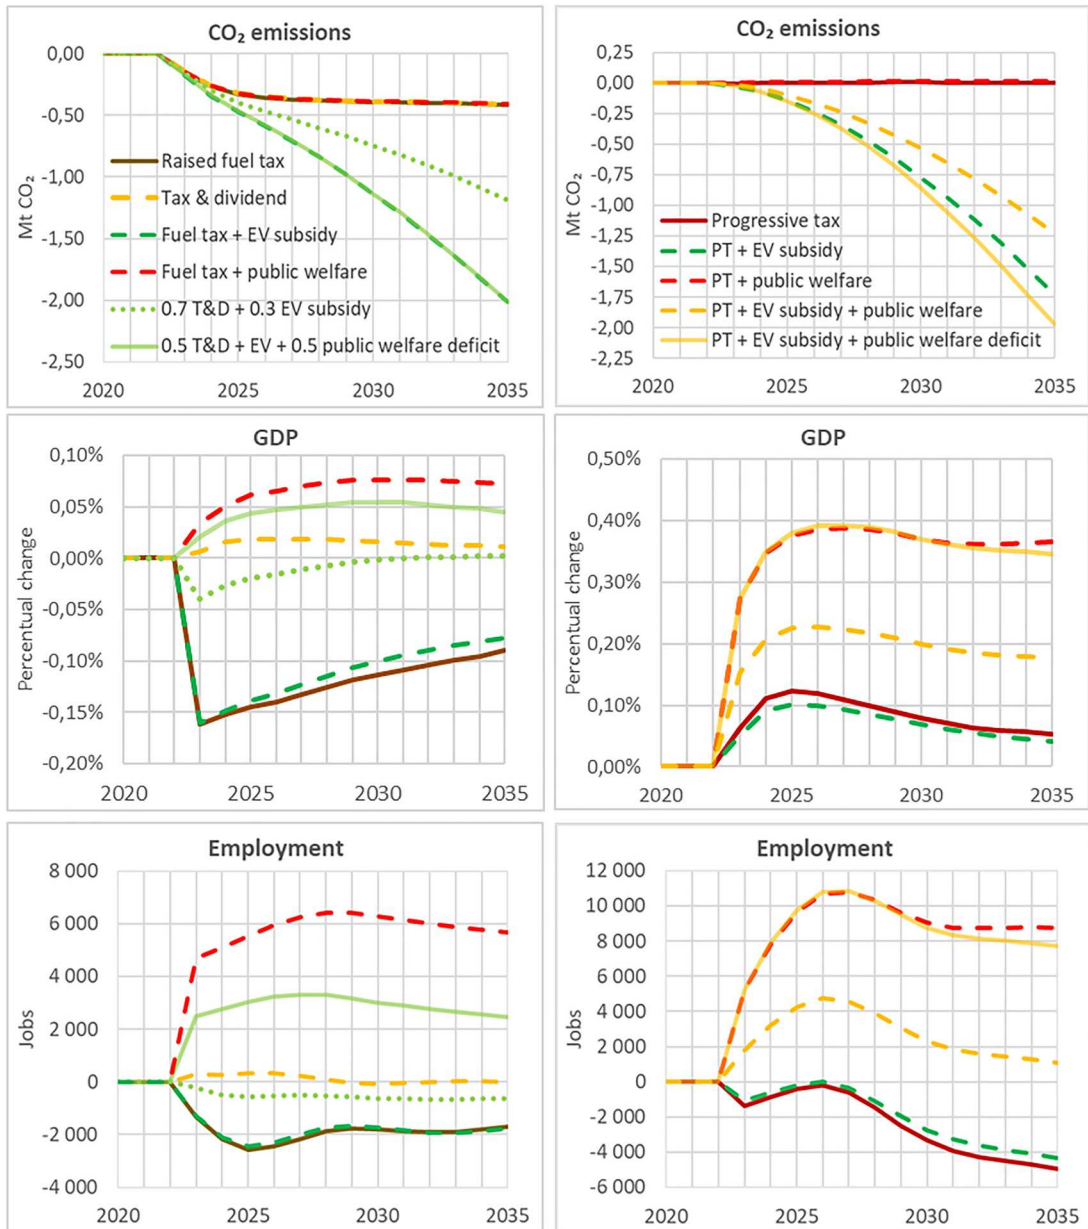 CO₂ emissions
0,00
-0,50
-1,00
-1,50
-2,00
-2,50
Mt CO₂
Raised fuel tax
Tax & dividend
Fuel tax + EV subsidy
Fuel tax + public welfare
0.7 T&D + 0.3 EV subsidy
0.5 T&D + EV + 0.5 public welfare deficit
2020 2025 2030 2035
CO₂ emissions
0,25
0,00
-0,25
-0,50
-0,75
-1,00
-1,25
-1,50
-1,75
-2,00
-2,25
Mt CO₂
Progressive tax
PT + EV subsidy
PT + public welfare
PT + EV subsidy + public welfare
PT + EV subsidy + public welfare deficit
2020 2025 2030 2035
GDP
0,10%
0,05%
0,00%
-0,05%
-0,10%
-0,15%
-0,20%
Percentual change
2020 2025 2030 2035
GDP
0,50%
0,40%
0,30%
0,20%
0,10%
0,00%
Percentual change
2020 2025 2030 2035
Employment
8 000
6 000
4 000
2 000
0
-2 000
-4 000
Jobs
2020 2025 2030 2035
Employment
12 000
10 000
8 000
6 000
4 000
2 000
0
-2 000
-4 000
-6 000
Jobs
2020 2025 2030 2035